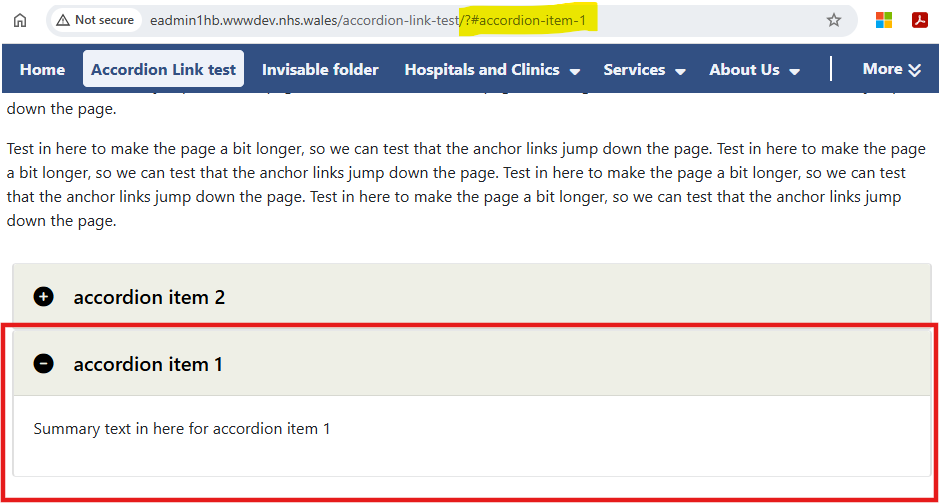 Not secure
eadmin1hb.wwwdev.nhs.wales/accordion-link-test/?#accordion-item-1
Home Accordion Link test Invisable folder Hospitals and Clinics Services About Us More
down the page.
Test in here to make the page a bit longer, so we can test that the anchor links jump down the page. Test in here to make the page
a bit longer, so we can test that the anchor links jump down the page. Test in here to make the page a bit longer, so we can test
that the anchor links jump down the page. Test in here to make the page a bit longer, so we can test that the anchor links jump
down the page.
accordion item 2
accordion item 1
Summary text in here for accordion item 1